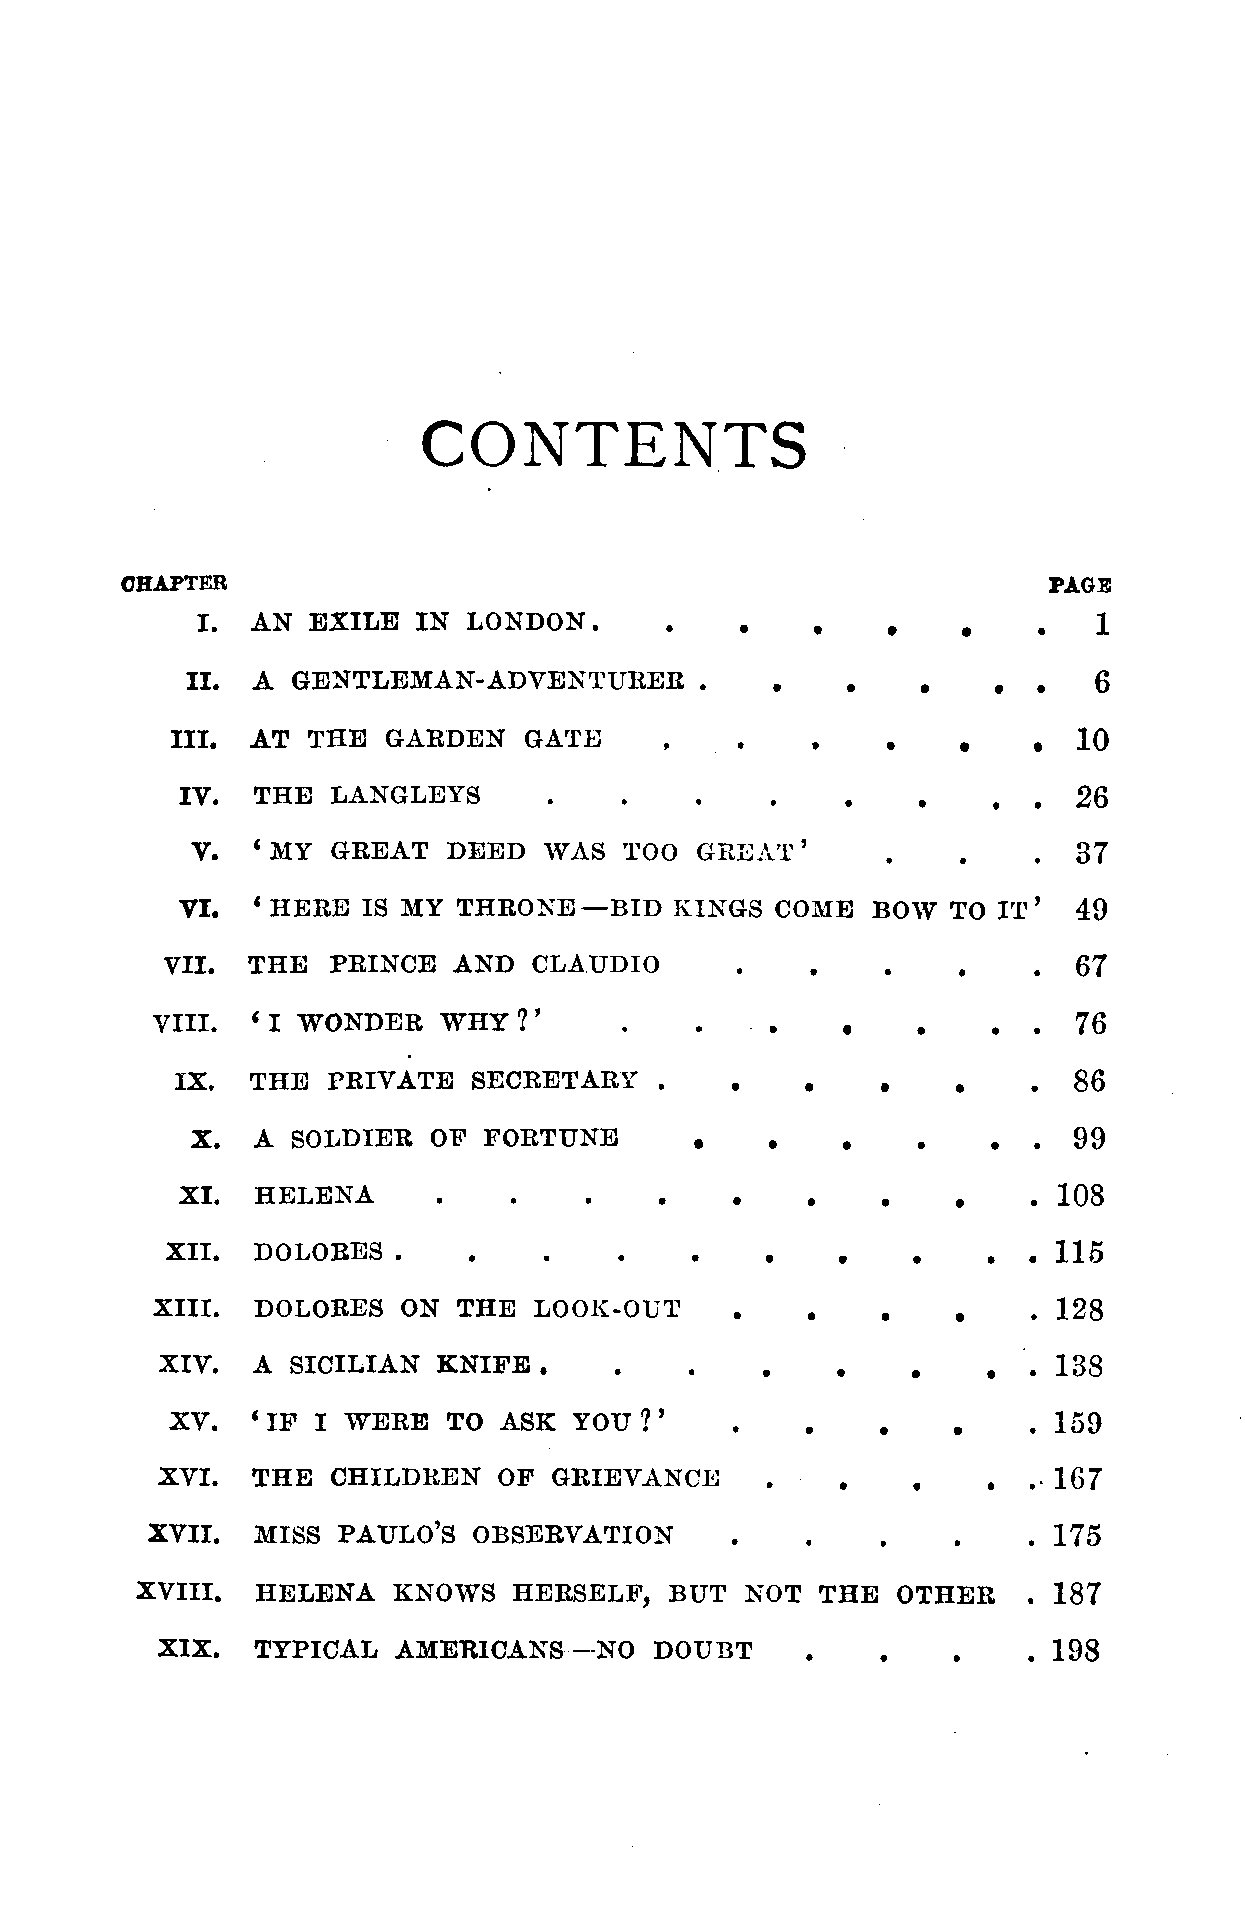 CONTENTS
CHAPTER PAGE
I. AN EXILE IN LONDON . . . . . . . 1
II. A GENTLEMAN-ADVENTURER . . . . . . 6
III. AT THE GARDEN GATE . . . . . . 10
IV. THE LANGLEYS . . . . . . . . 26
V. 'MY GREAT DEED WAS TOO GREAT' . . . 37
VI. 'HERE IS MY THRONE—BID KINGS COME BOW TO IT' 49
VII. THE PRINCE AND CLAUDIO . . . . . 67
VIII. 'I WONDER WHY?' . . . . . . . 76
IX. THE PRIVATE SECRETARY . . . . . . 86
X. A SOLDIER OF FORTUNE . . . . . . 99
XI. HELENA . . . . . . . . . 108
XII. DOLORES . . . . . . . . . . 115
XIII. DOLORES ON THE LOOK-OUT . . . . . 128
XIV. A SICILIAN KNIFE . . . . . . . . 138
XV. 'IF I WERE TO ASK YOU?' . . . . . 159
XVI. THE CHILDREN OF GRIEVANCE . . . . . 167
XVII. MISS PAULO'S OBSERVATION . . . . . 175
XVIII. HELENA KNOWS HERSELF, BUT NOT THE OTHER . 187
XIX. TYPICAL AMERICANS—NO DOUBT . . . . 198